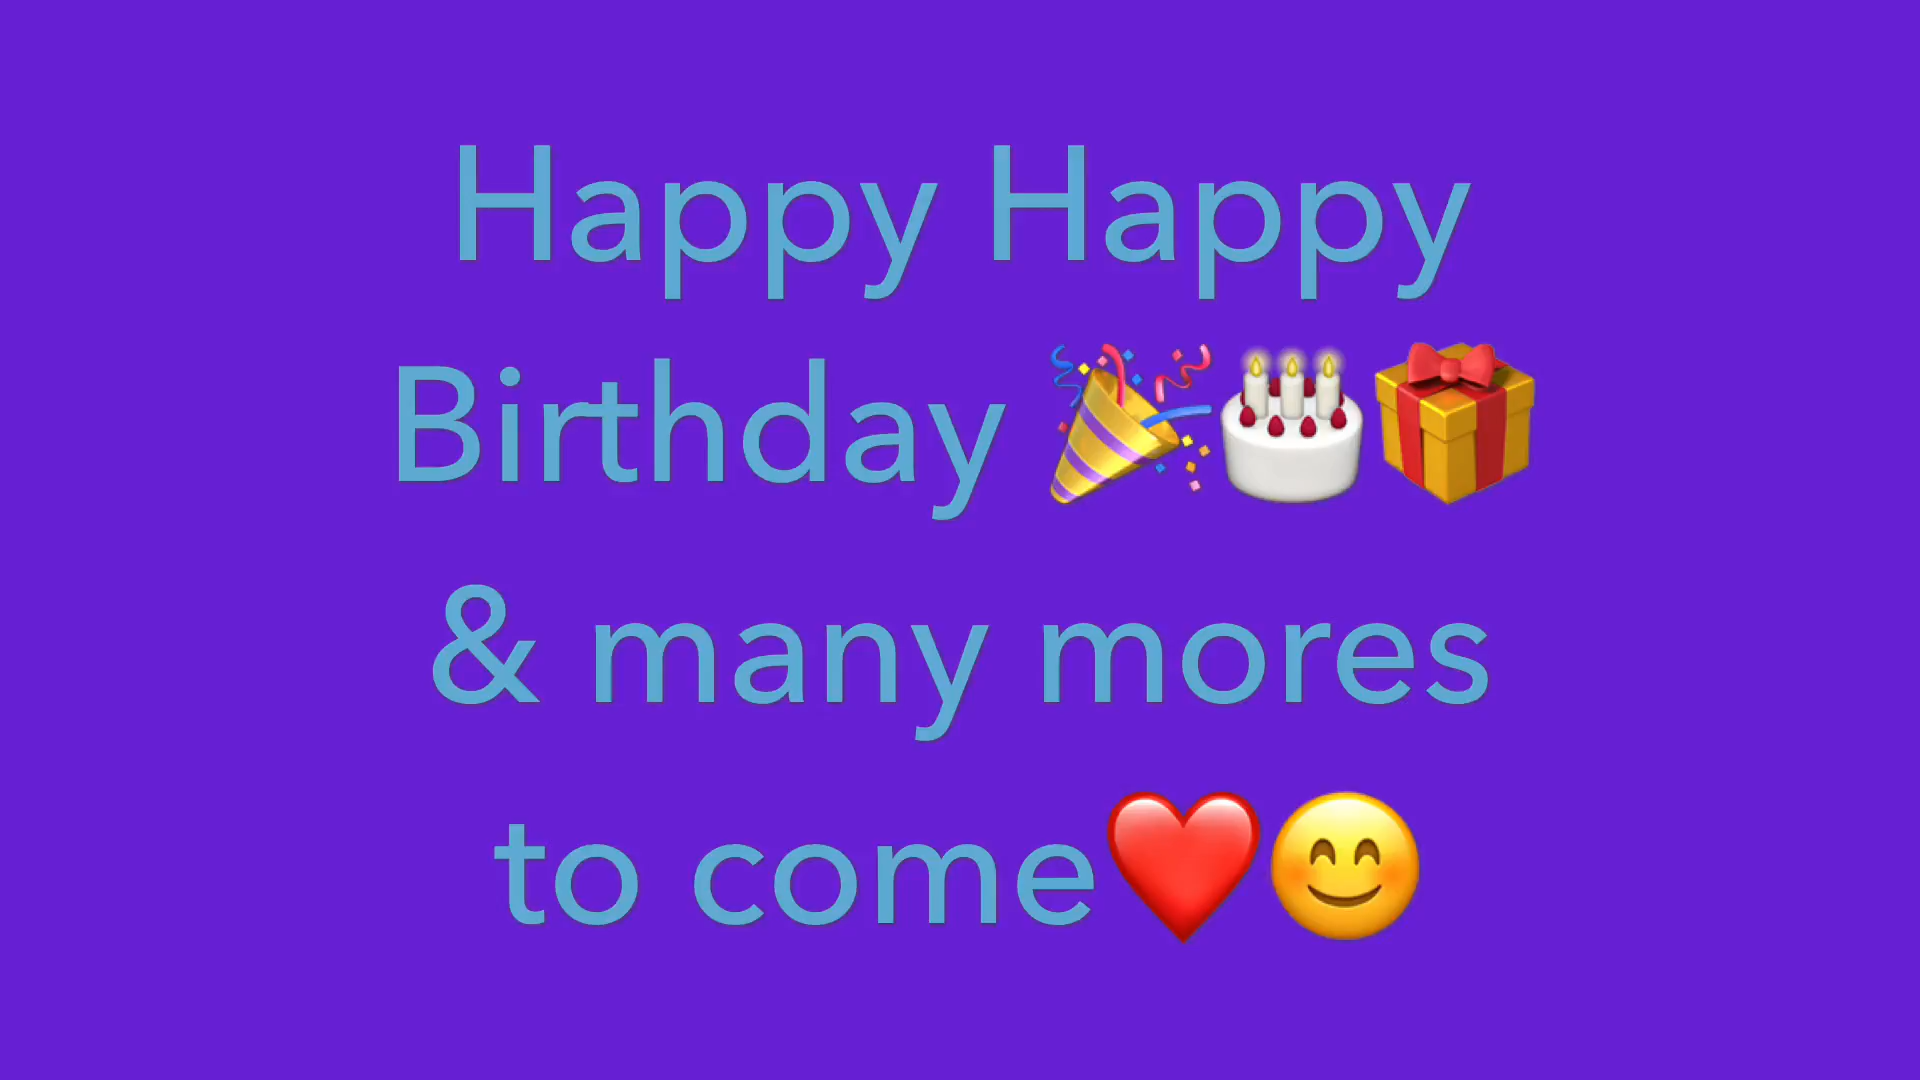 Happy Happy
Birthday 🎉🎂🎁
& many mores
to come❤️😊